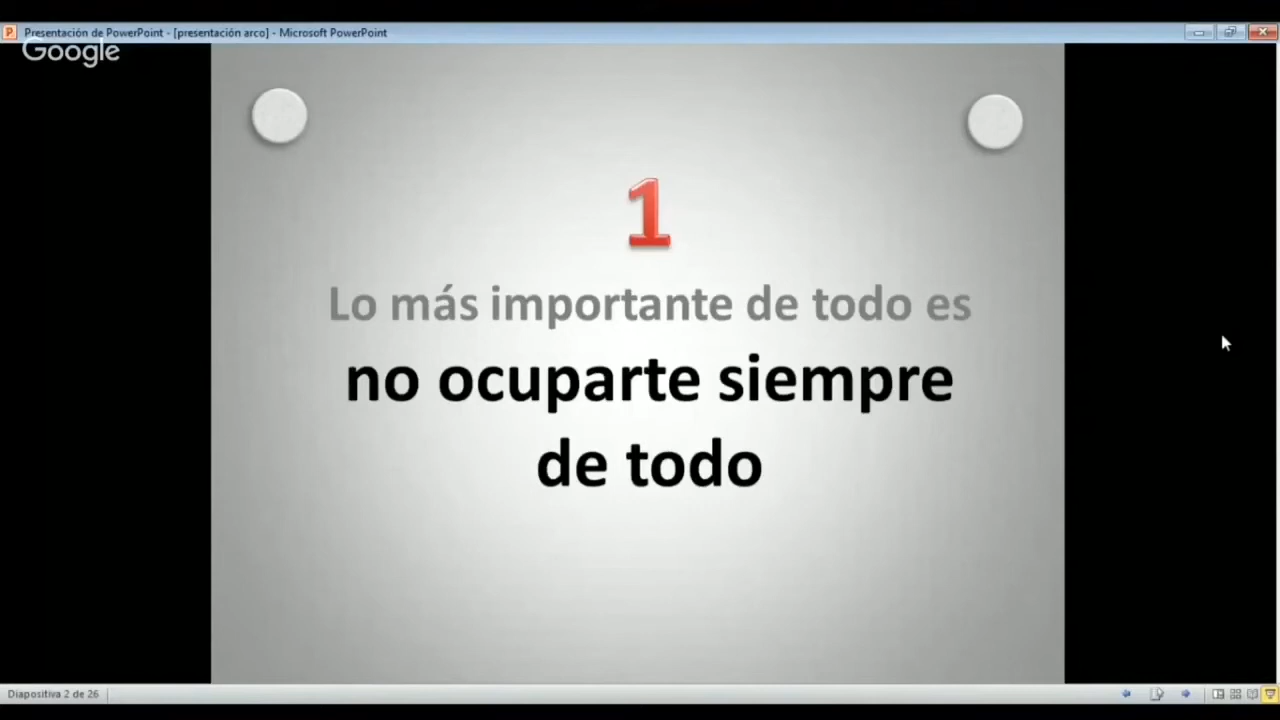 Presentación de PowerPoint - [presentación arco] - Microsoft PowerPoint
Google
1
Lo más importante de todo es
no ocuparte siempre
de todo
Diapositiva 2 de 26